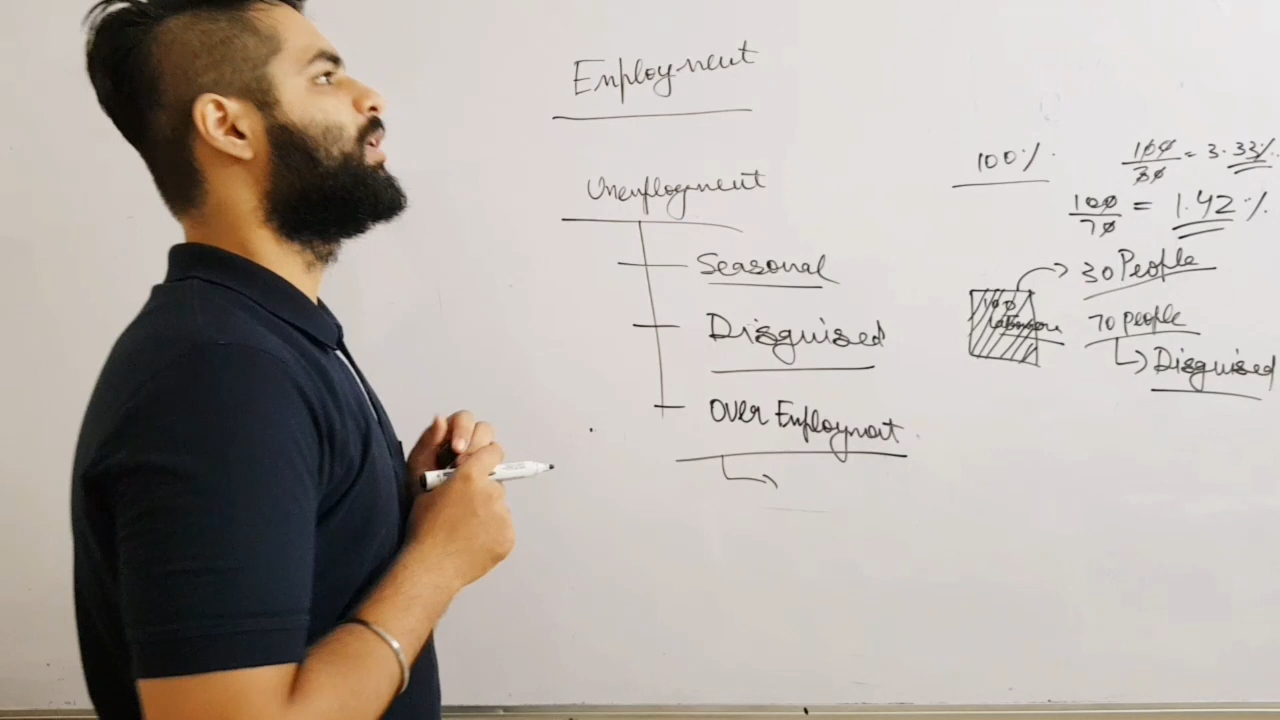 Employment
Unemployment
Seasonal
Disguised
Over Employment
100%
100/30 = 3.33%
100/70 = 1.42%
30 People
100
70 people
Disguised